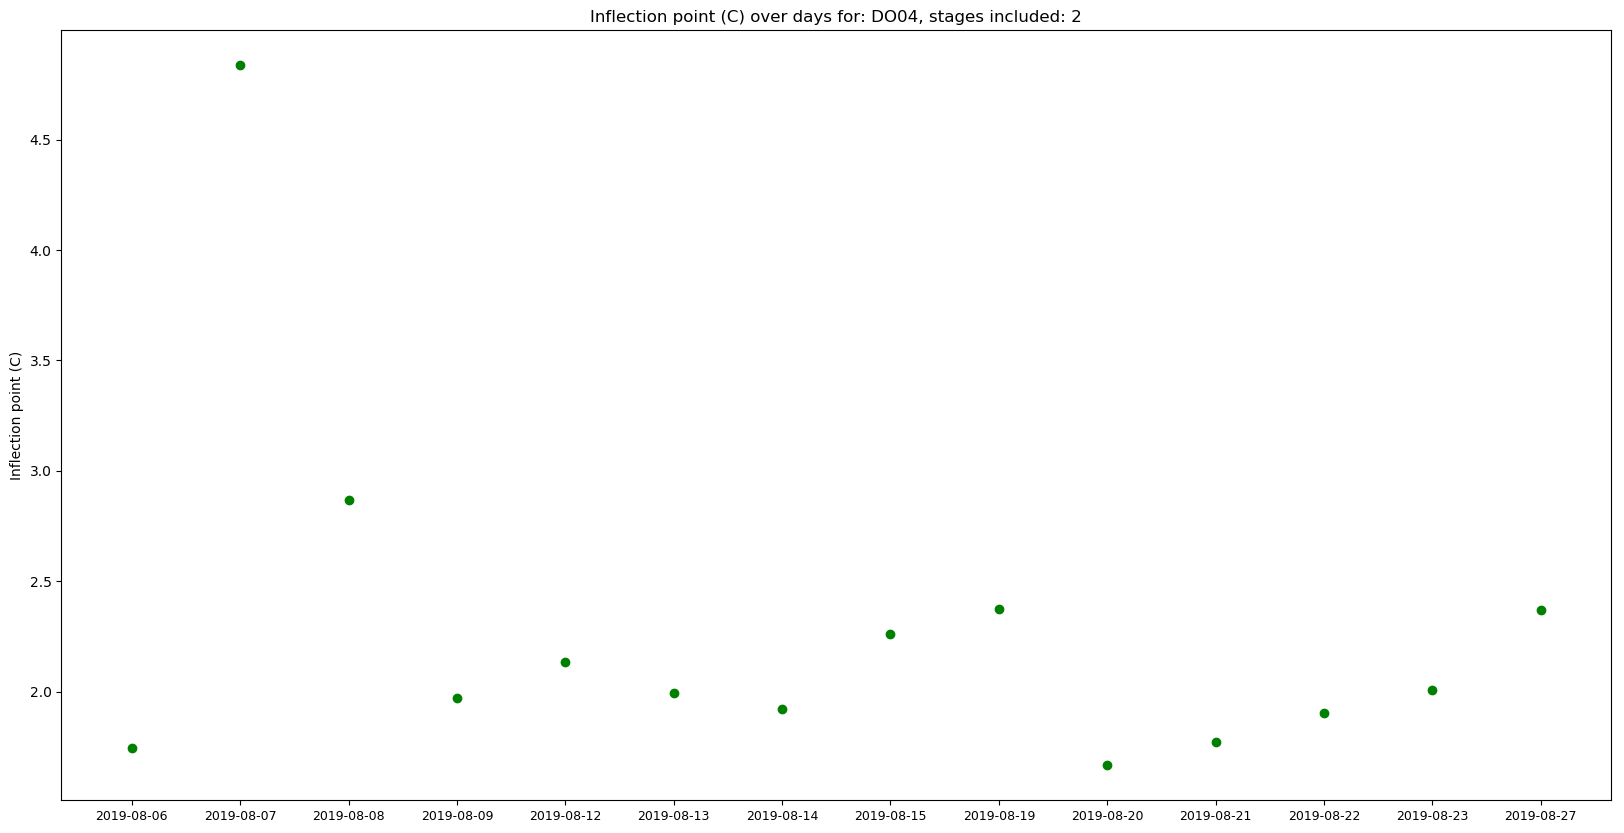 Inflection point (C) over days for: DO04, stages included: 2
Inflection point (C)
4.5
4.0
3.5
3.0
2.5
2.0
2019-08-06 2019-08-07 2019-08-08 2019-08-09 2019-08-12 2019-08-13 2019-08-14 2019-08-15 2019-08-19 2019-08-20 2019-08-21 2019-08-22 2019-08-23 2019-08-27